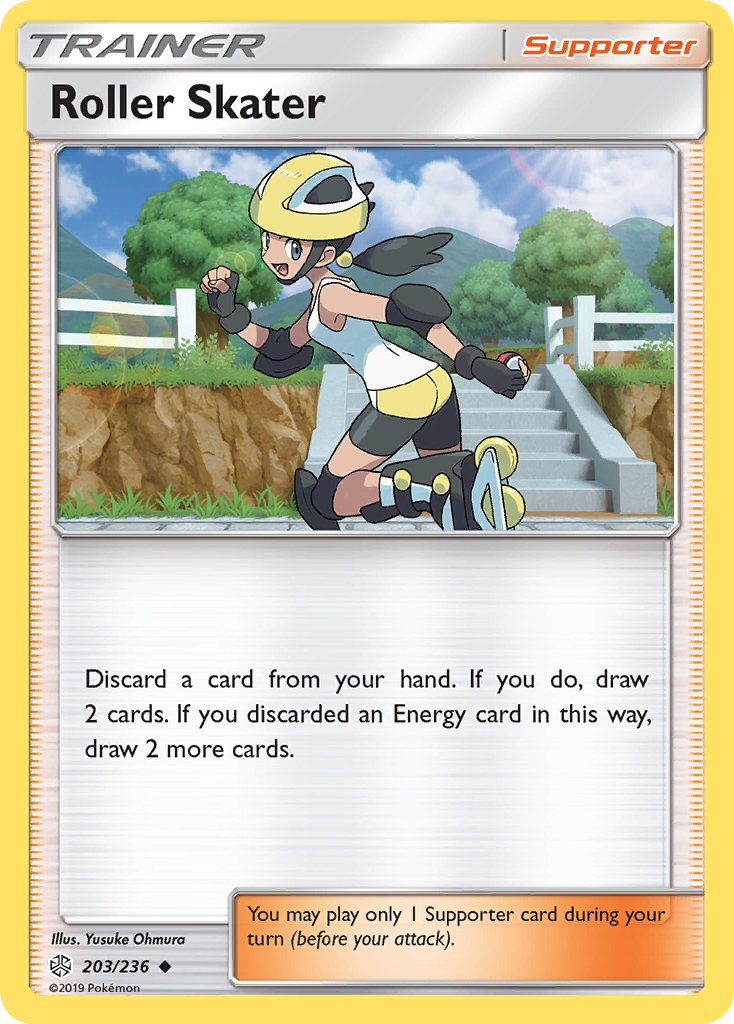 TRAINER
Supporter
Roller Skater
Discard a card from your hand. If you do, draw
2 cards. If you discarded an Energy card in this way,
draw 2 more cards.
You may play only 1 Supporter card during your
turn (before your attack).
Illus. Yusuke Ohmura
203/236
©2019 Pokémon